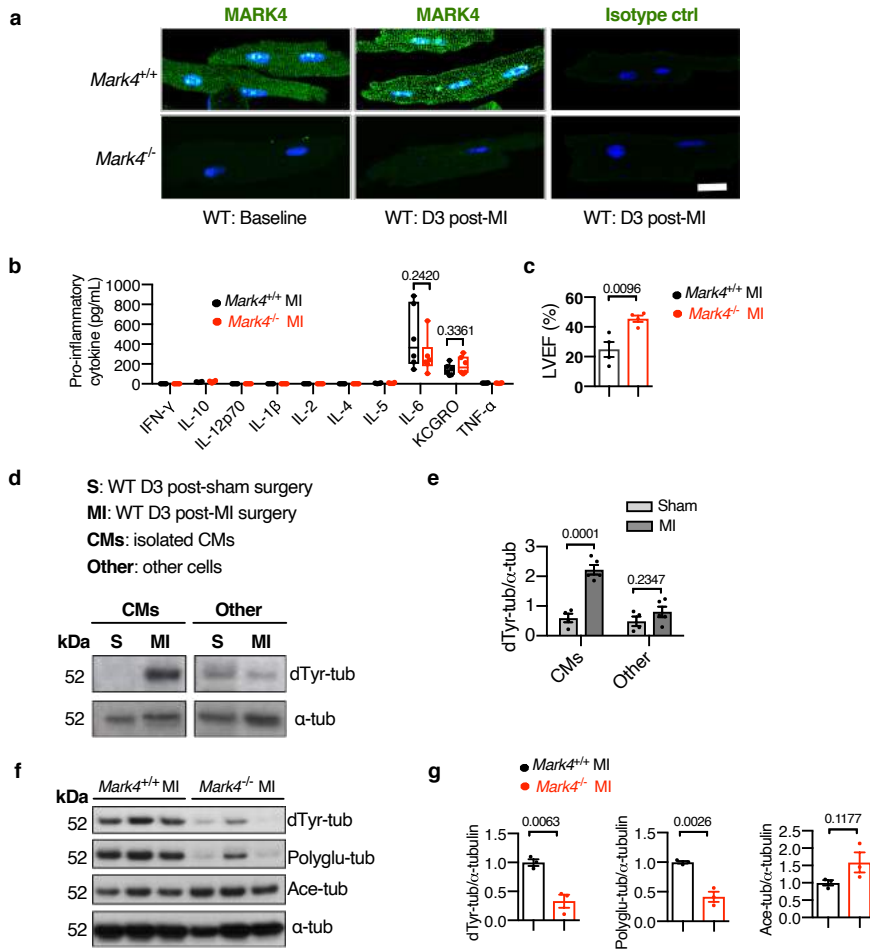 a
MARK4 MARK4 Isotype ctrl
Mark4+/+
Mark4-/-
WT: Baseline WT: D3 post-MI WT: D3 post-MI
b
Pro-inflammatory
cytokine (pg/mL)
1000
800
600
400
200
0
Mark4+/+ MI
Mark4-/- MI
0.2420
0.3361
IFN-γ IL-10 IL-12p70 IL-1β IL-2 IL-4 IL-5 IL-6 KCGRO TNF-α
c
LVEF (%)
60
40
20
0
0.0096
Mark4+/+ MI
Mark4-/- MI
d
S: WT D3 post-sham surgery
MI: WT D3 post-MI surgery
CMs: isolated CMs
Other: other cells
CMs Other
kDa S MI S MI
52 dTyr-tub
52 α-tub
e
Sham
MI
dTyr-tub/α-tub
3
2
1
0
0.0001
0.2347
CMs Other
f
Mark4+/+ MI Mark4-/- MI
kDa
52 dTyr-tub
52 Polyglu-tub
52 Ace-tub
52 α-tub
g
Mark4+/+ MI
Mark4-/- MI
dTyr-tub/α-tubulin
1.5
1.0
0.5
0.0
0.0063
Polyglu-tub/α-tubulin
1.5
1.0
0.5
0.0
0.0026
Ace-tub/α-tubulin
2.5
2.0
1.5
1.0
0.5
0.0
0.1177